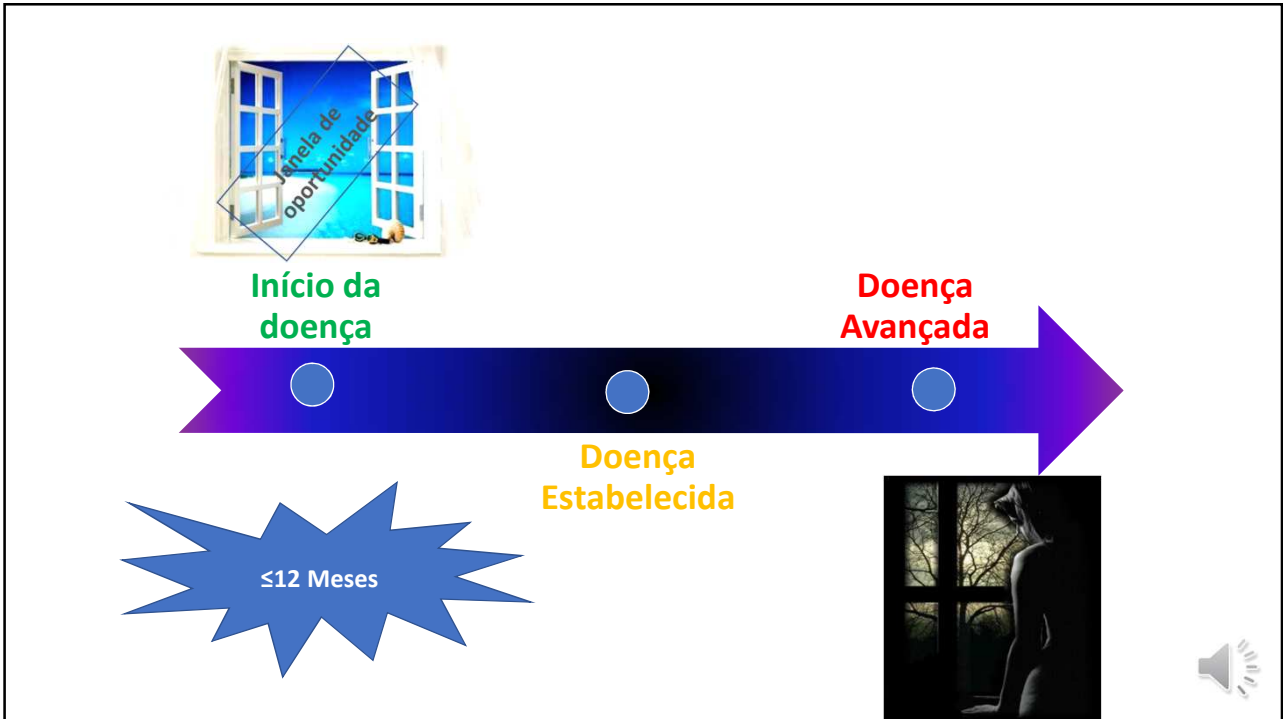 Janela de
oportunidade
Início da
doença
Doença
Avançada
Doença
Estabelecida
≤12 Meses